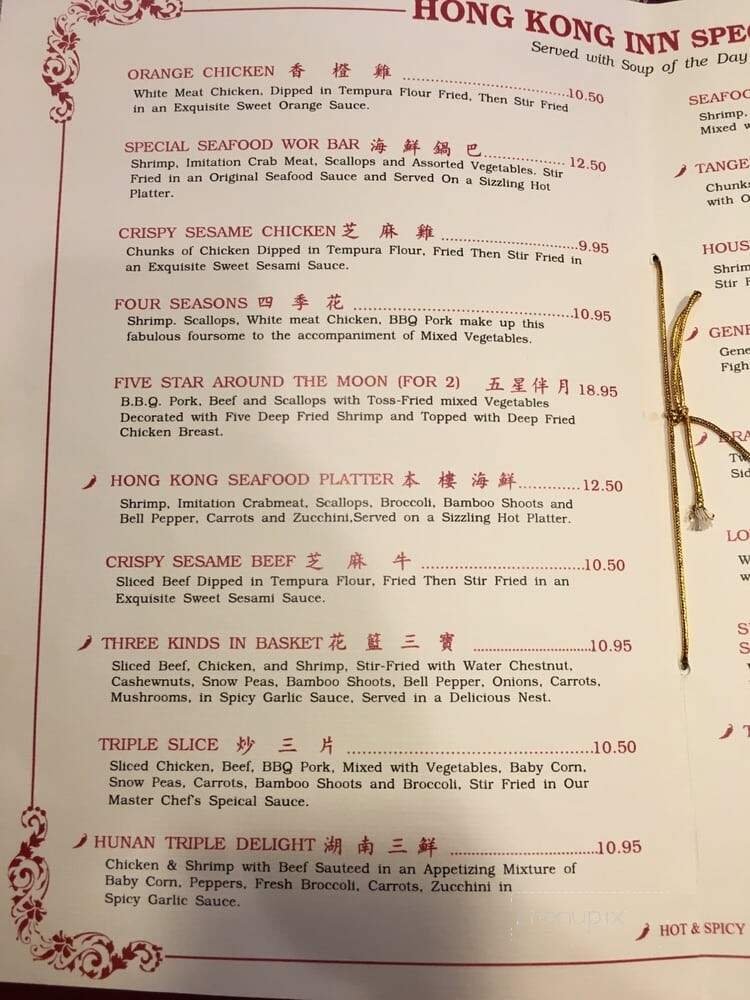 HONG KONG INN SPEC
Served with Soup of the Day
ORANGE CHICKEN 香 橙 雞 ........................10.50
White Meat Chicken, Dipped in Tempura Flour Fried, Then Stir Fried
in an Exquisite Sweet Orange Sauce.
SPECIAL SEAFOOD WOR BAR 海 鮮 鍋 巴................12.50
Shrimp, Imitation Crab Meat, Scallops and Assorted Vegetables. Stir
Fried in an Original Seafood Sauce and Served On a Sizzling Hot
Platter.
CRISPY SESAME CHICKEN 芝 麻 雞 ........................9.95
Chunks of Chicken Dipped in Tempura Flour, Fried Then Stir Fried in
an Exquisite Sweet Sesami Sauce.
FOUR SEASONS 四 季 花 ........................10.95
Shrimp. Scallops, White meat Chicken, BBQ Pork make up this
fabulous foursome to the accompaniment of Mixed Vegetables.
FIVE STAR AROUND THE MOON (FOR 2) 五 星 伴 月 18.95
B.B.Q. Pork, Beef and Scallops with Toss-Fried mixed Vegetables
Decorated with Five Deep Fried Shrimp and Topped with Deep Fried
Chicken Breast.
HONG KONG SEAFOOD PLATTER 本 樓 海 鮮............12.50
Shrimp, Imitation Crabmeat, Scallops, Broccoli, Bamboo Shoots and
Bell Pepper, Carrots and Zucchini,Served on a Sizzling Hot Platter.
CRISPY SESAME BEEF 芝 麻 牛 ........................10.50
Sliced Beef Dipped in Tempura Flour, Fried Then Stir Fried in an
Exquisite Sweet Sesami Sauce.
THREE KINDS IN BASKET 花 籃 三 寶 ........................10.95
Sliced Beef, Chicken, and Shrimp, Stir-Fried with Water Chestnut,
Cashewnuts, Snow Peas, Bamboo Shoots, Bell Pepper, Onions, Carrots,
Mushrooms, in Spicy Garlic Sauce, Served in a Delicious Nest.
TRIPLE SLICE 炒 三 片 ........................10.50
Sliced Chicken, Beef, BBQ Pork, Mixed with Vegetables, Baby Corn,
Snow Peas, Carrots, Bamboo Shoots and Broccoli, Stir Fried in Our
Master Chef's Speical Sauce.
HUNAN TRIPLE DELIGHT 湖 南 三 鮮 ........................10.95
Chicken & Shrimp with Beef Sauteed in an Appetizing Mixture of
Baby Corn, Peppers, Fresh Broccoli, Carrots, Zucchini in
Spicy Garlic Sauce.
SEAFOO
Shrimp,
Mixed w
TANGE
Chunk
with O
HOUS
Shrim
Stir F
GENE
Gene
Figh
HOT & SPICY